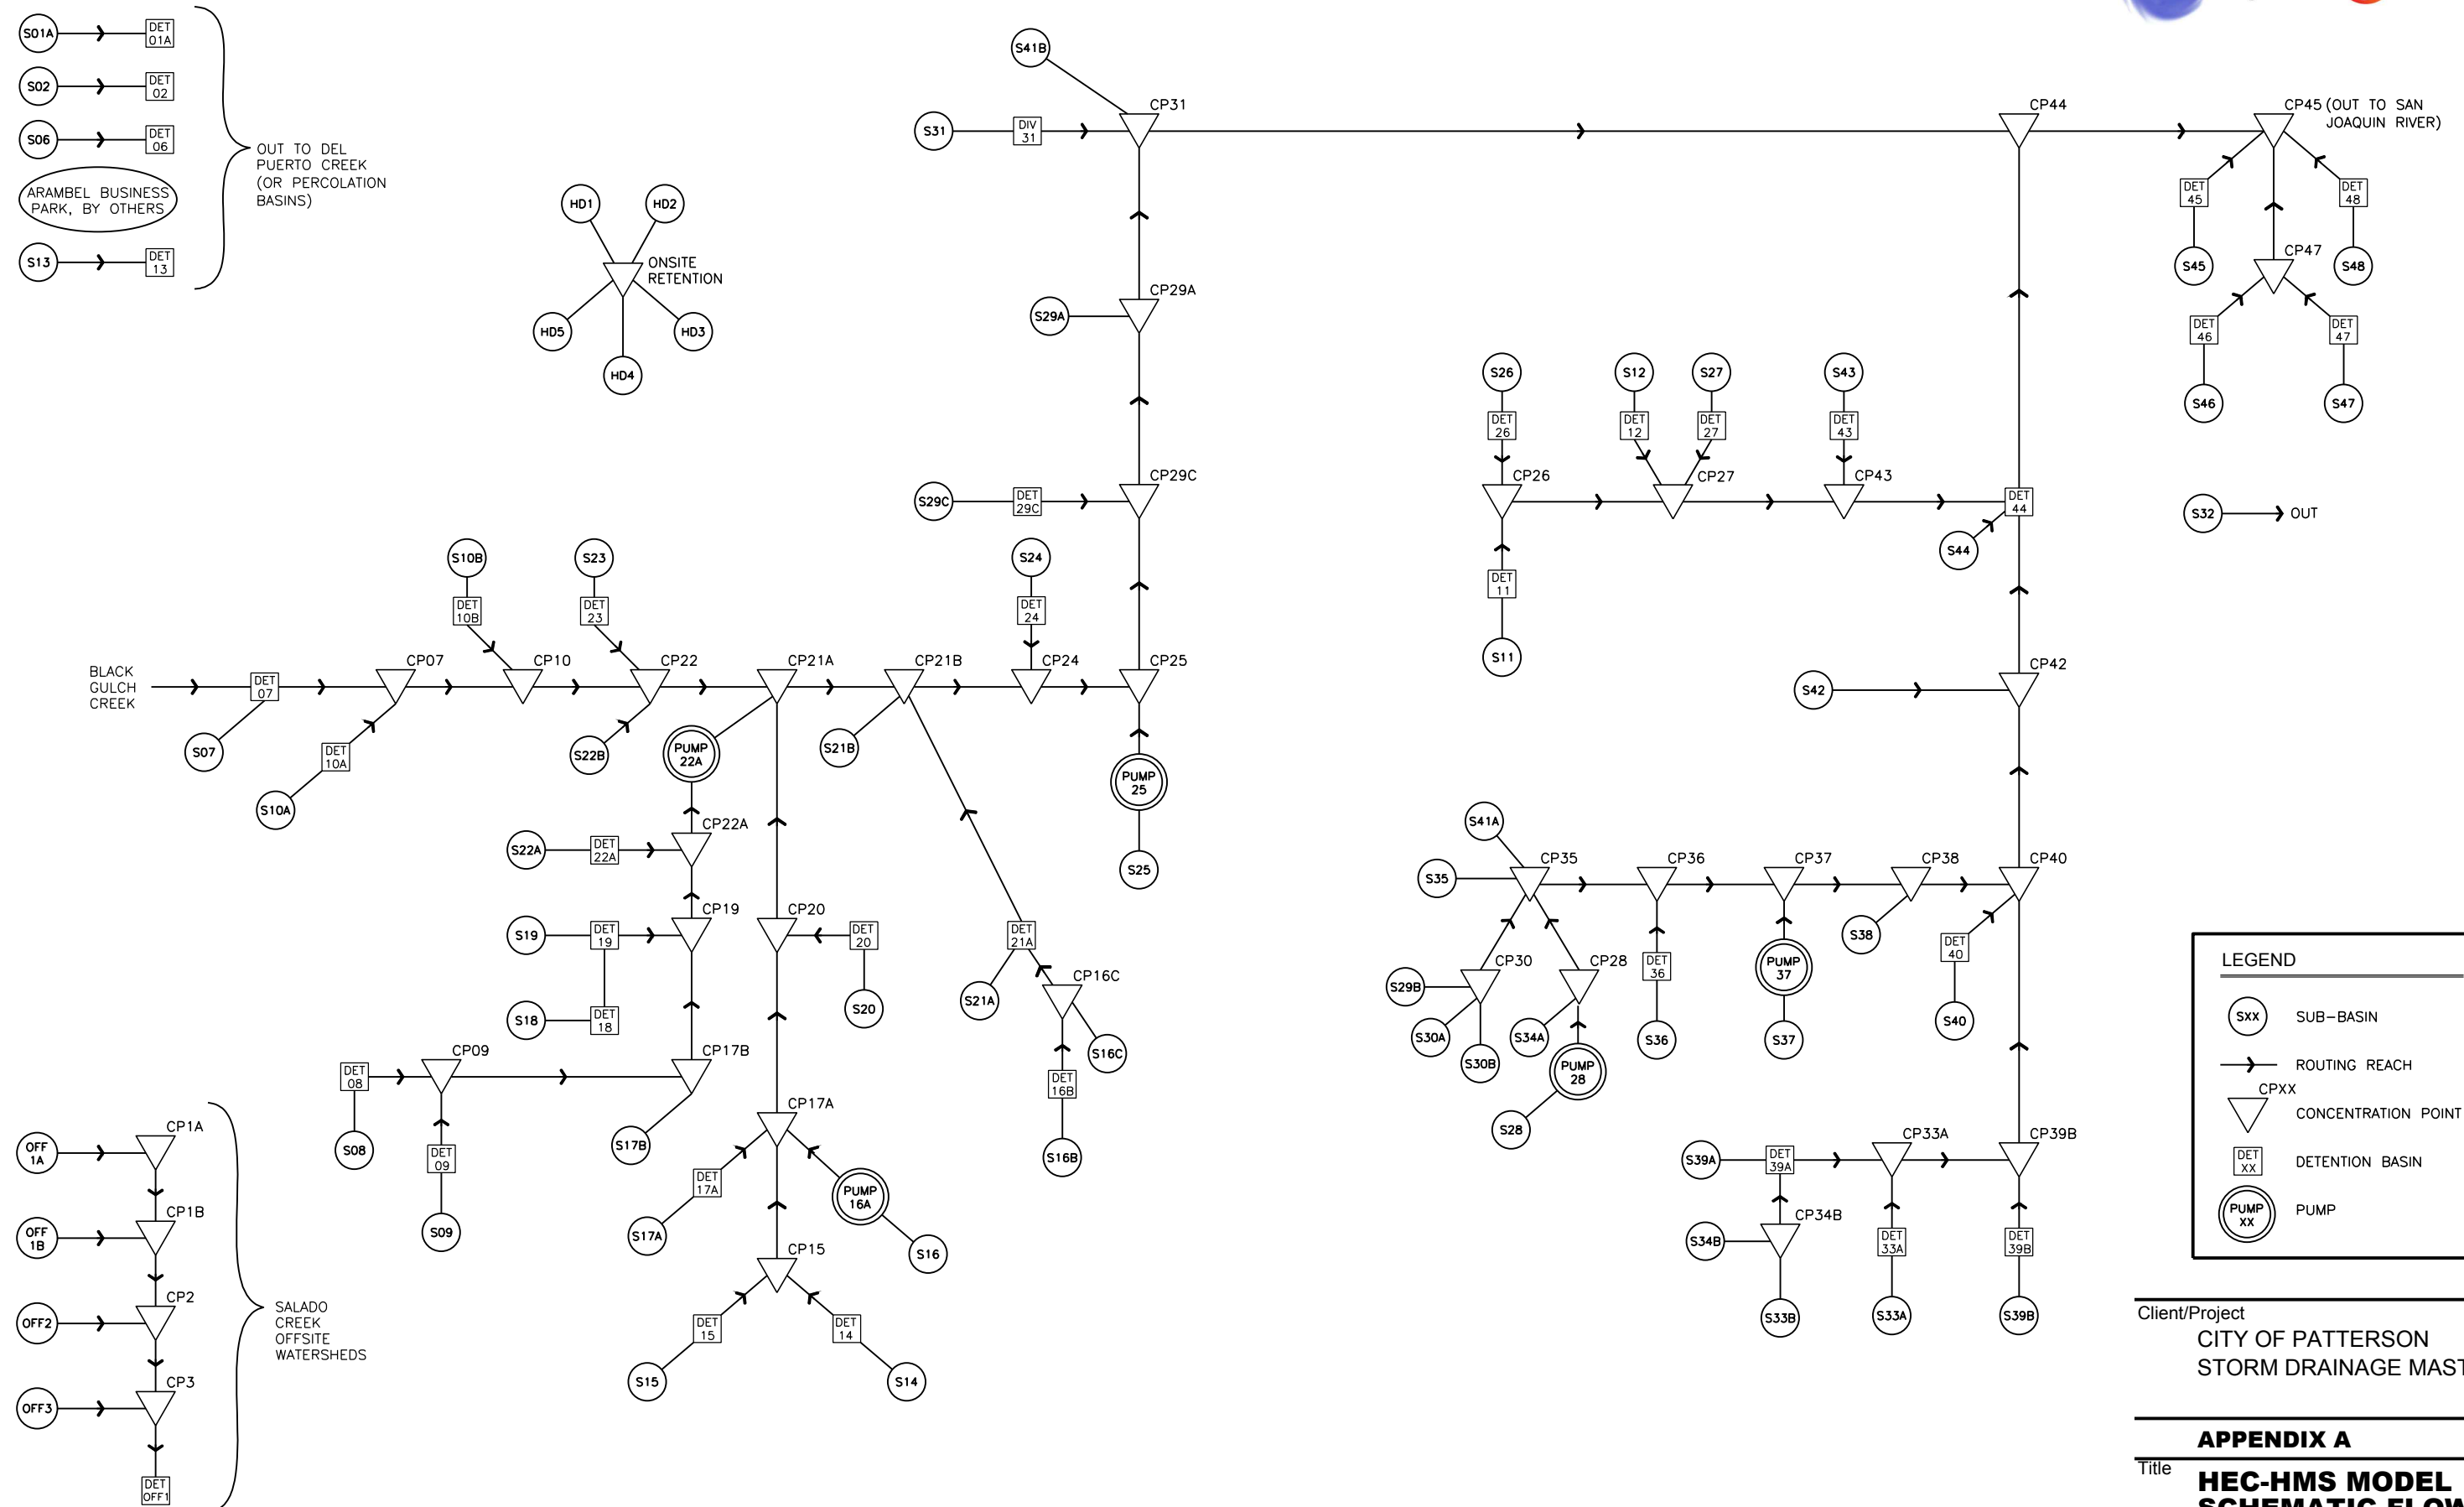 S01A
DET
01A
S02
DET
02
S06
DET
06
ARAMBEL BUSINESS
PARK, BY OTHERS
S13
DET
13
OUT TO DEL
PUERTO CREEK
(OR PERCOLATION
BASINS)
HD1
HD2
ONSITE
RETENTION
HD5
HD3
HD4
S41B
CP31
S31
DIV
31
CP29A
S29A
CP29C
S29C
DET
29C
CP44
CP45 (OUT TO SAN
JOAQUIN RIVER)
DET
45
DET
48
S45
CP47
S48
DET
46
DET
47
S46
S47
S26
S12
S27
S43
DET
26
DET
12
DET
27
DET
43
CP26
CP27
CP43
DET
44
S44
DET
11
S11
S32
OUT
S10B
S23
S24
DET
10B
DET
23
DET
24
BLACK
GULCH
CREEK
DET
07
CP07
CP10
CP22
CP21A
CP21B
CP24
CP25
S07
DET
10A
S10A
S22B
PUMP
22A
S21B
PUMP
25
S25
CP42
S42
CP22A
S22A
DET
22A
CP19
S19
DET
19
S18
DET
18
CP20
DET
20
S20
DET
21A
S21A
CP16C
S16C
DET
16B
S16B
DET
08
CP09
CP17B
S08
DET
09
S09
S17B
CP17A
DET
17A
S17A
PUMP
16A
S16
CP15
DET
15
DET
14
S15
S14
S41A
S35
CP35
CP36
CP37
CP38
CP40
S29B
CP30
CP28
S30A
S30B
S34A
PUMP
28
S28
DET
36
S36
PUMP
37
S37
S38
DET
40
S40
S39A
DET
39A
CP33A
CP39B
S34B
CP34B
DET
33A
DET
39B
S33B
S33A
S39B
OFF
1A
CP1A
OFF
1B
CP1B
OFF2
CP2
OFF3
CP3
DET
OFF1
SALADO
CREEK
OFFSITE
WATERSHEDS
LEGEND
SXX
SUB-BASIN
ROUTING REACH
CPXX
CONCENTRATION POINT
DET
XX
DETENTION BASIN
PUMP
XX
PUMP
Client/Project
CITY OF PATTERSON
STORM DRAINAGE MAST
APPENDIX A
Title
HEC-HMS MODEL
SCHEMATIC FLOW